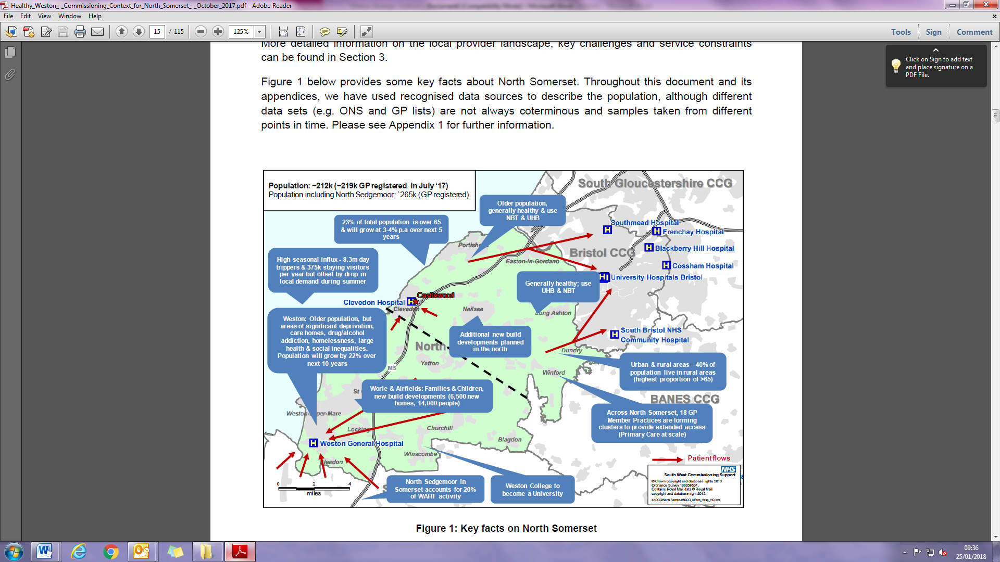 Healthy_Weston_-_Commissioning_Context_for_North_Somerset_-_October_2017.pdf - Adobe Reader
File Edit View Window Help
15 / 115 125%
Tools Sign Comment
Click on Sign to add text
and place signature on a
PDF File.
More detailed information on the local provider landscape, key challenges and service constraints
can be found in Section 3.
Figure 1 below provides some key facts about North Somerset. Throughout this document and its
appendices, we have used recognised data sources to describe the population, although different
data sets (e.g. ONS and GP lists) are not always coterminous and samples taken from different
points in time. Please see Appendix 1 for further information.
Population: ~212k (~219k GP registered in July ‘17)
Population including North Sedgemoor: `265k (GP registered)
South Gloucestershire CCG
Older population,
generally healthy & use
NBT & UHB
23% of total population is over 65
& will grow at 3-4% p.a over next 5
years
Southmead Hospital
H
H Frenchay Hospital
Portishe
H Blackberry Hill Hospital
Bristol CCG
High seasonal influx - 8.3m day
trippers & 375k staying visitors
per year but offset by drop in
local demand during summer
Easton-in-Gordano
H Cossham Hospital
H University Hospitals Bristol
Generally healthy; use
UHB & NBT
Castlewood
Clevedon Hospital H
Clevedon
Nailsea
Long Ashton
Weston: Older population, but
areas of significant deprivation,
care homes, drug/alcohol
addiction, homelessness, large
health & social inequalities.
Population will grow by 22% over
next 10 years
Additional new build
developments planned
in the north
H South Bristol NHS
Community Hospital
North
Dundry
Yatton
M5
Winford
Urban & rural areas – 40% of
population live in rural areas
(highest proportion of >65)
St
Worle & Airfields: Families & Children,
new build developments (6,500 new
homes, 14,000 people)
BANES CCG
Weston-Super-Mare
Across North Somerset, 18 GP
Member Practices are forming
clusters to provide extended access
(Primary Care at scale)
Locking
Churchill
Blagdon
H Weston General Hospital
Winscombe
Patient flows
leadon
NHS
South West Commissioning Support
© Crown copyright and database rights 2013
Ordnance Survey 100050537.
Contains Royal Mail data © Royal Mail
copyright and database right 2013.
North Sedgemoor in
Somerset accounts for 20%
of WAHT activity
Weston College to
become a University
0 2 4
miles
Figure 1: Key facts on North Somerset
09:36
25/01/2018